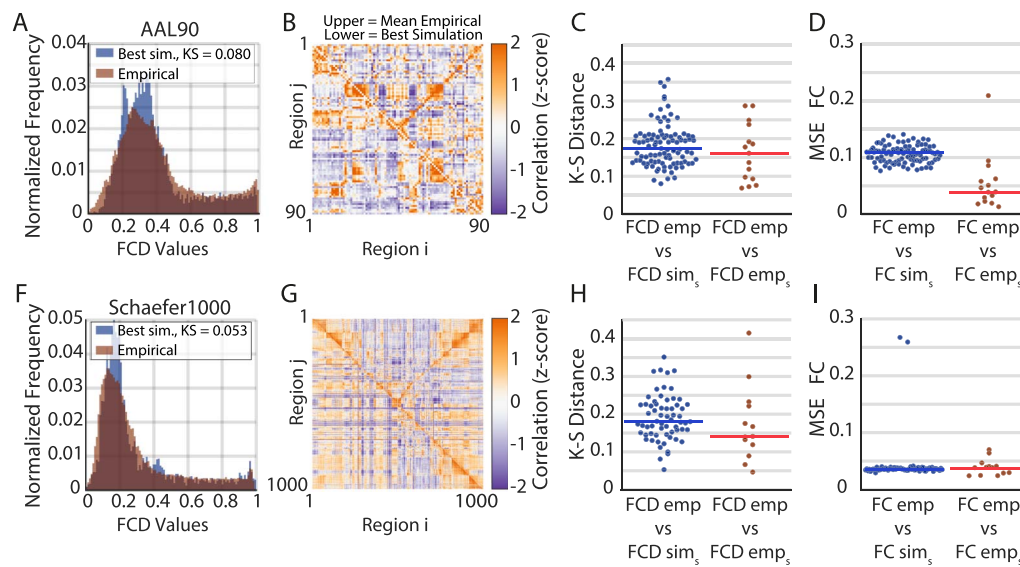 A
AAL90
Normalized Frequency
0.04
0.03
0.02
0.01
0
Best sim., KS = 0.080
Empirical
0
0.2
0.4
0.6
0.8
1
FCD Values
B
Upper = Mean Empirical
Lower = Best Simulation
1
Region j
90
1
90
Region i
2
1
0
-1
-2
Correlation (z-score)
C
K-S Distance
0.4
0.3
0.2
0.1
0
FCD emp
vs
FCD sims
FCD emp
vs
FCD emps
D
MSE FC
0.3
0.2
0.1
0
FC emp
vs
FC sims
FC emp
vs
FC emps
F
Schaefer1000
Normalized Frequency
0.05
0.04
0.03
0.02
0.01
0
Best sim., KS = 0.053
Empirical
0
0.2
0.4
0.6
0.8
1
FCD Values
G
1
Region j
1000
1
1000
Region i
2
1
0
-1
-2
Correlation (z-score)
H
K-S Distance
0.4
0.3
0.2
0.1
0
FCD emp
vs
FCD sims
FCD emp
vs
FCD emps
I
MSE FC
0.3
0.2
0.1
0
FC emp
vs
FC sims
FC emp
vs
FC emps